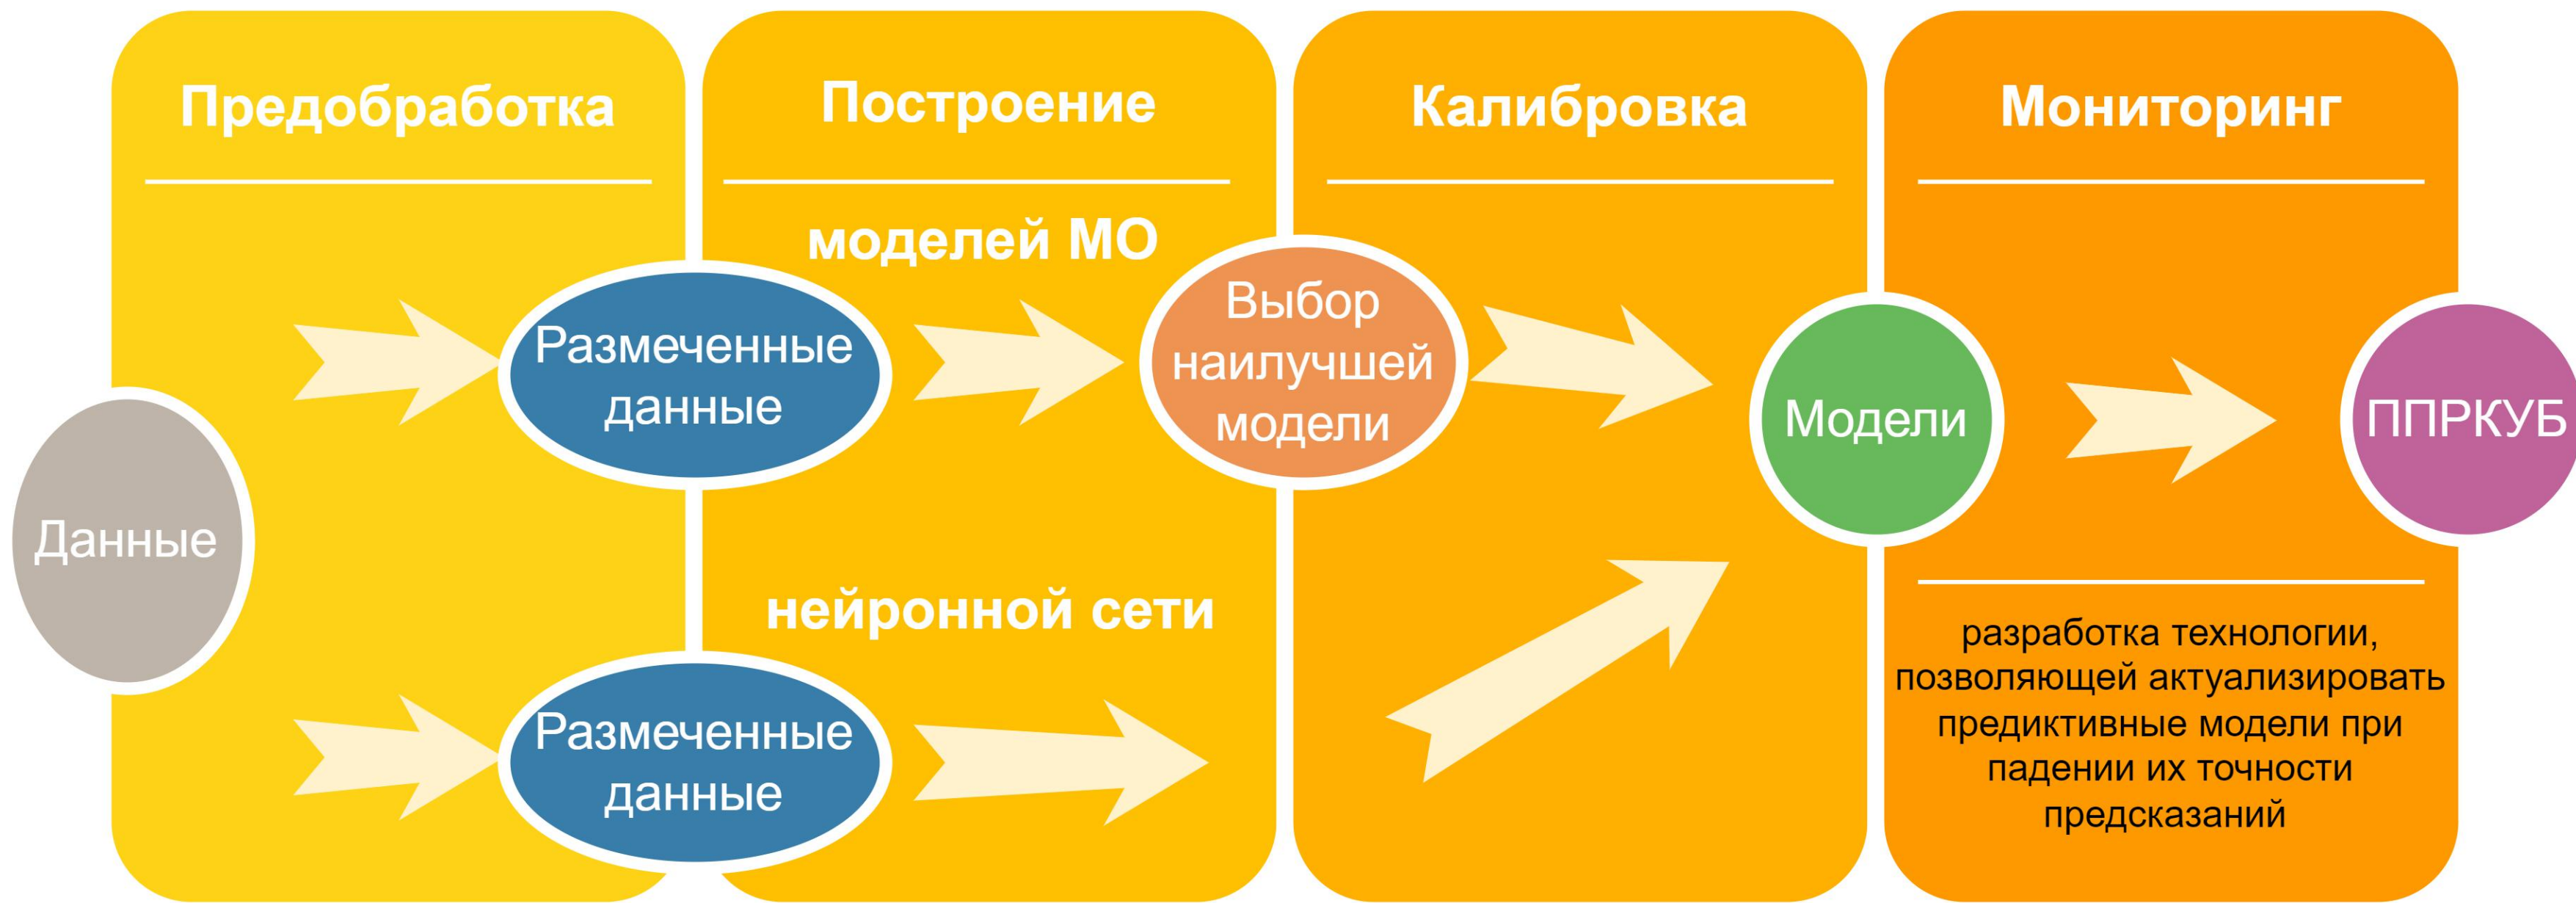 Предобработка
Построение
Калибровка
Мониторинг
моделей МО
Размеченные
данные
Выбор
наилучшей
модели
Модели
ППРКУБ
Данные
нейронной сети
Размеченные
данные
разработка технологии,
позволяющей актуализировать
предиктивные модели при
падении их точности
предсказаний